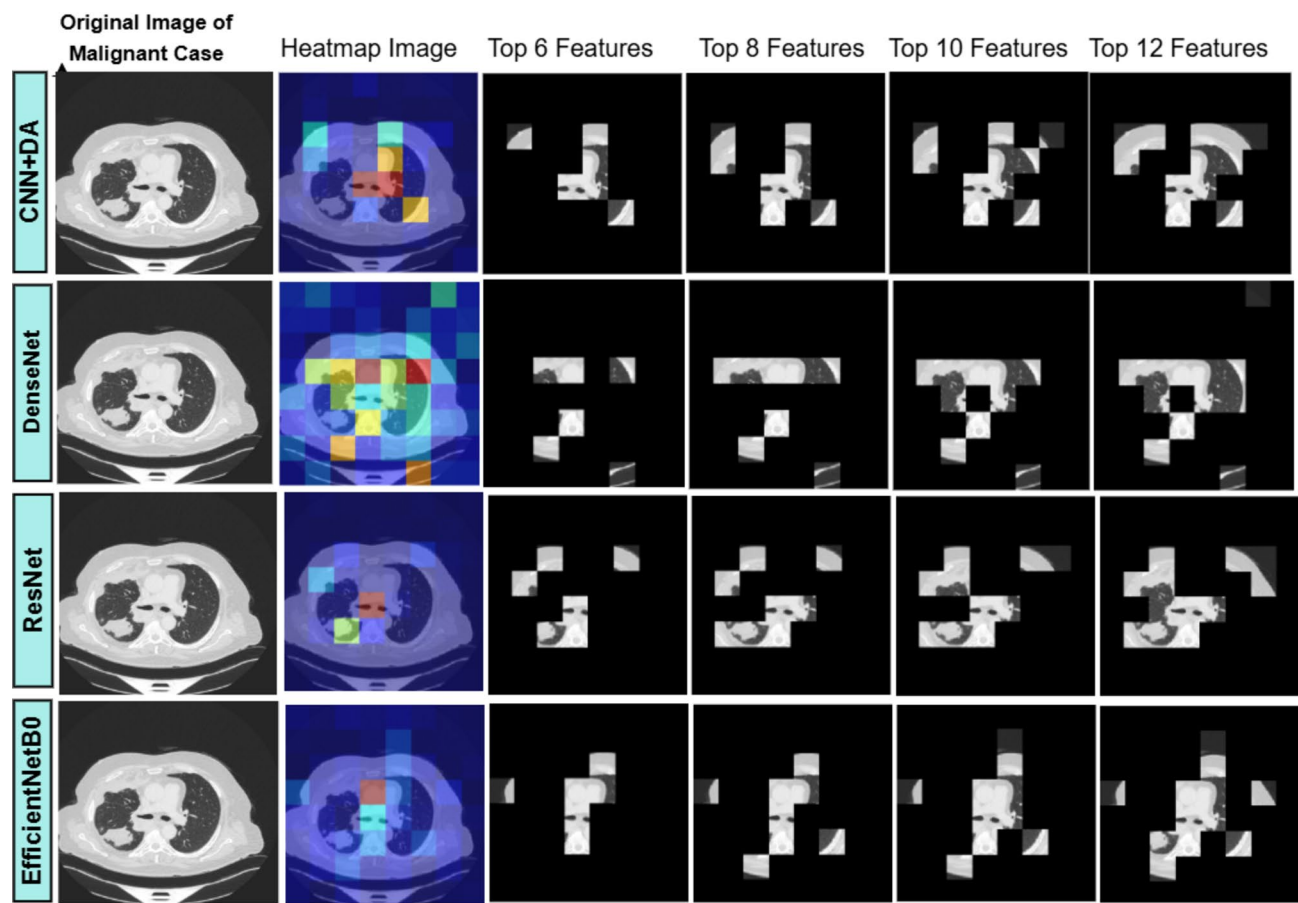 Original Image of
Malignant Case
Heatmap Image
Top 6 Features
Top 8 Features
Top 10 Features
Top 12 Features
CNN+DA
DenseNet
ResNet
EfficientNetB0